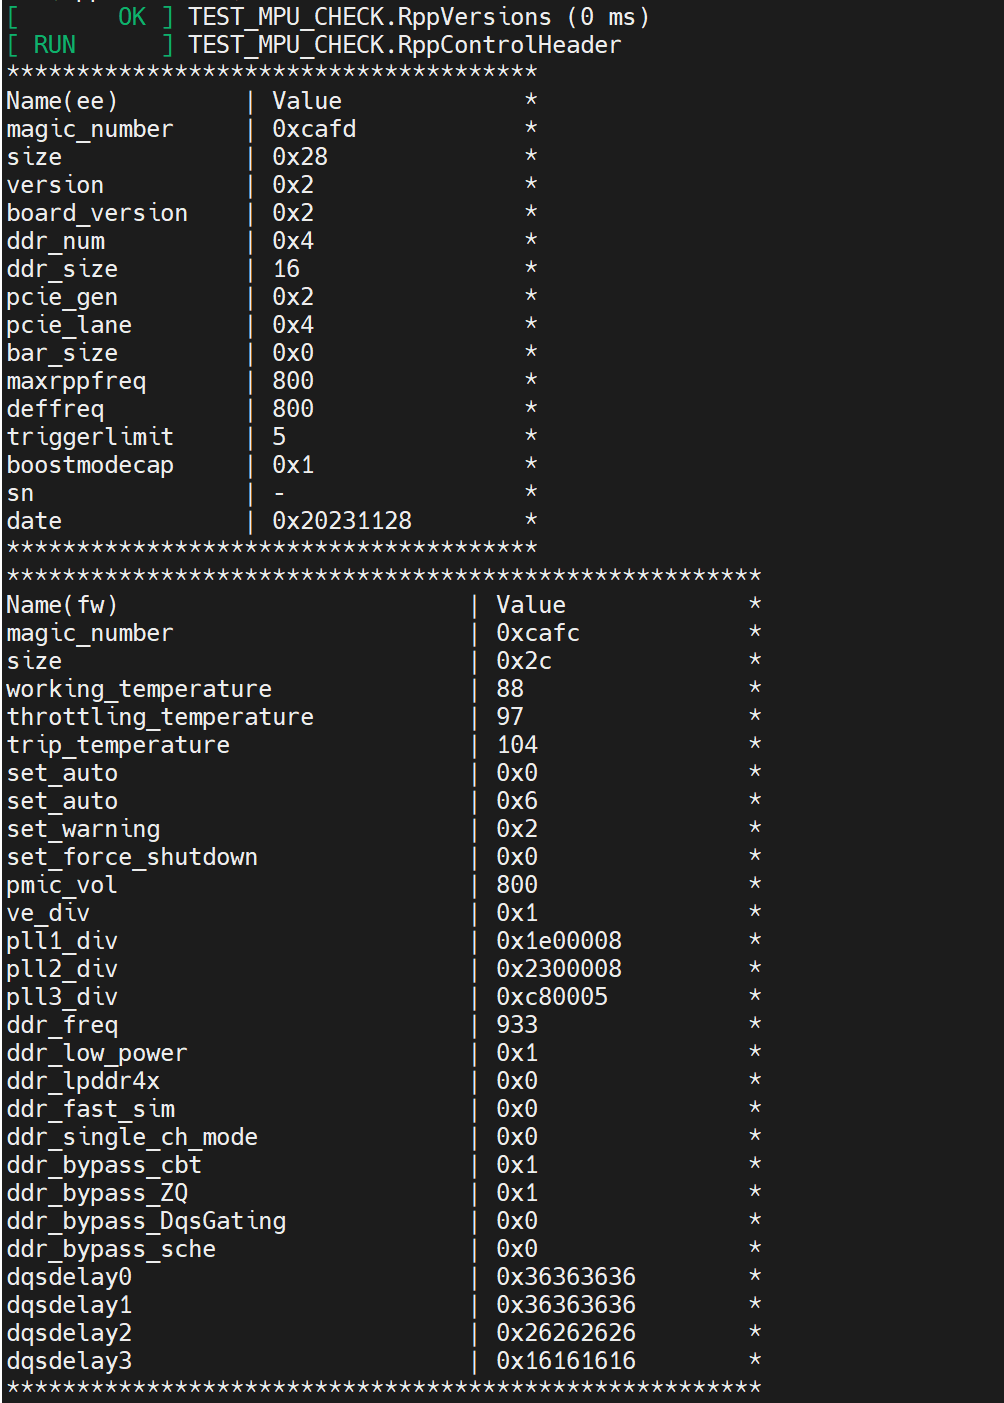 [       OK ] TEST_MPU_CHECK.RppVersions (0 ms)
[ RUN      ] TEST_MPU_CHECK.RppControlHeader
**************************************
Name(ee)         | Value             *
magic_number     | 0xcafd            *
size             | 0x28              *
version          | 0x2               *
board_version    | 0x2               *
ddr_num          | 0x4               *
ddr_size         | 16                *
pcie_gen         | 0x2               *
pcie_lane        | 0x4               *
bar_size         | 0x0               *
maxrppfreq       | 800               *
deffreq          | 800               *
triggerlimit     | 5                 *
boostmodecap     | 0x1               *
sn               | -                 *
date             | 0x20231128        *
**************************************
******************************************************
Name(fw)                         | Value             *
magic_number                     | 0xcafc            *
size                             | 0x2c              *
working_temperature              | 88                *
throttling_temperature           | 97                *
trip_temperature                 | 104               *
set_auto                         | 0x0               *
set_auto                         | 0x6               *
set_warning                      | 0x2               *
set_force_shutdown               | 0x0               *
pmic_vol                         | 800               *
ve_div                           | 0x1               *
pll1_div                         | 0x1e00008         *
pll2_div                         | 0x2300008         *
pll3_div                         | 0xc80005          *
ddr_freq                         | 933               *
ddr_low_power                    | 0x1               *
ddr_lpddr4x                      | 0x0               *
ddr_fast_sim                     | 0x0               *
ddr_single_ch_mode               | 0x0               *
ddr_bypass_cbt                   | 0x1               *
ddr_bypass_ZQ                    | 0x1               *
ddr_bypass_DqsGating             | 0x0               *
ddr_bypass_sche                  | 0x0               *
dqsdelay0                        | 0x36363636        *
dqsdelay1                        | 0x36363636        *
dqsdelay2                        | 0x26262626        *
dqsdelay3                        | 0x16161616        *
******************************************************